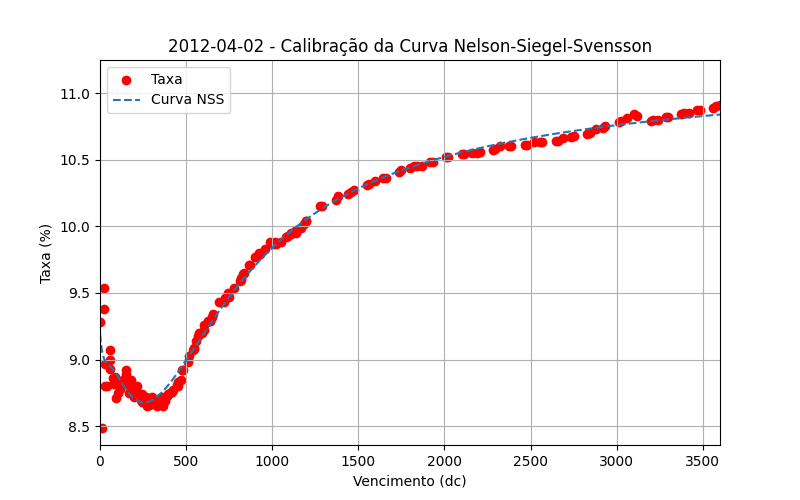 2012-04-02 - Calibração da Curva Nelson-Siegel-Svensson
Taxa
Curva NSS
Taxa (%)
11.0
10.5
10.0
9.5
9.0
8.5
0 500 1000 1500 2000 2500 3000 3500
Vencimento (dc)